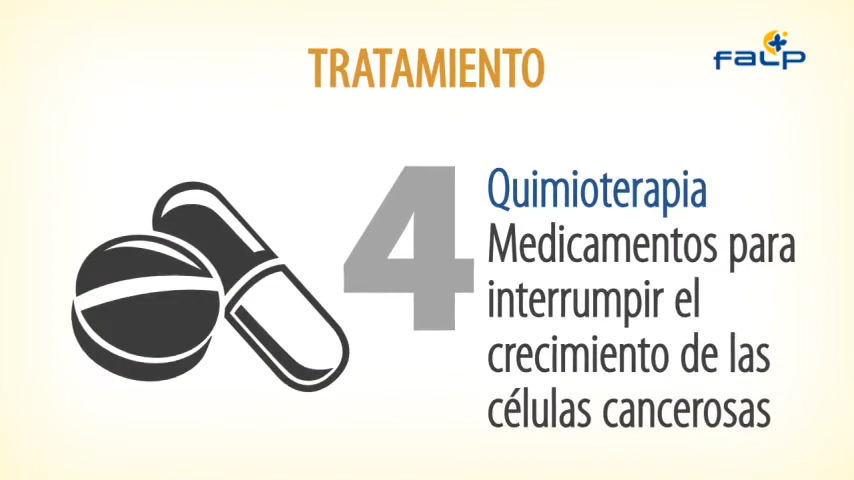 TRATAMIENTO
falp
4
Quimioterapia
Medicamentos para
interrumpir el
crecimiento de las
células cancerosas